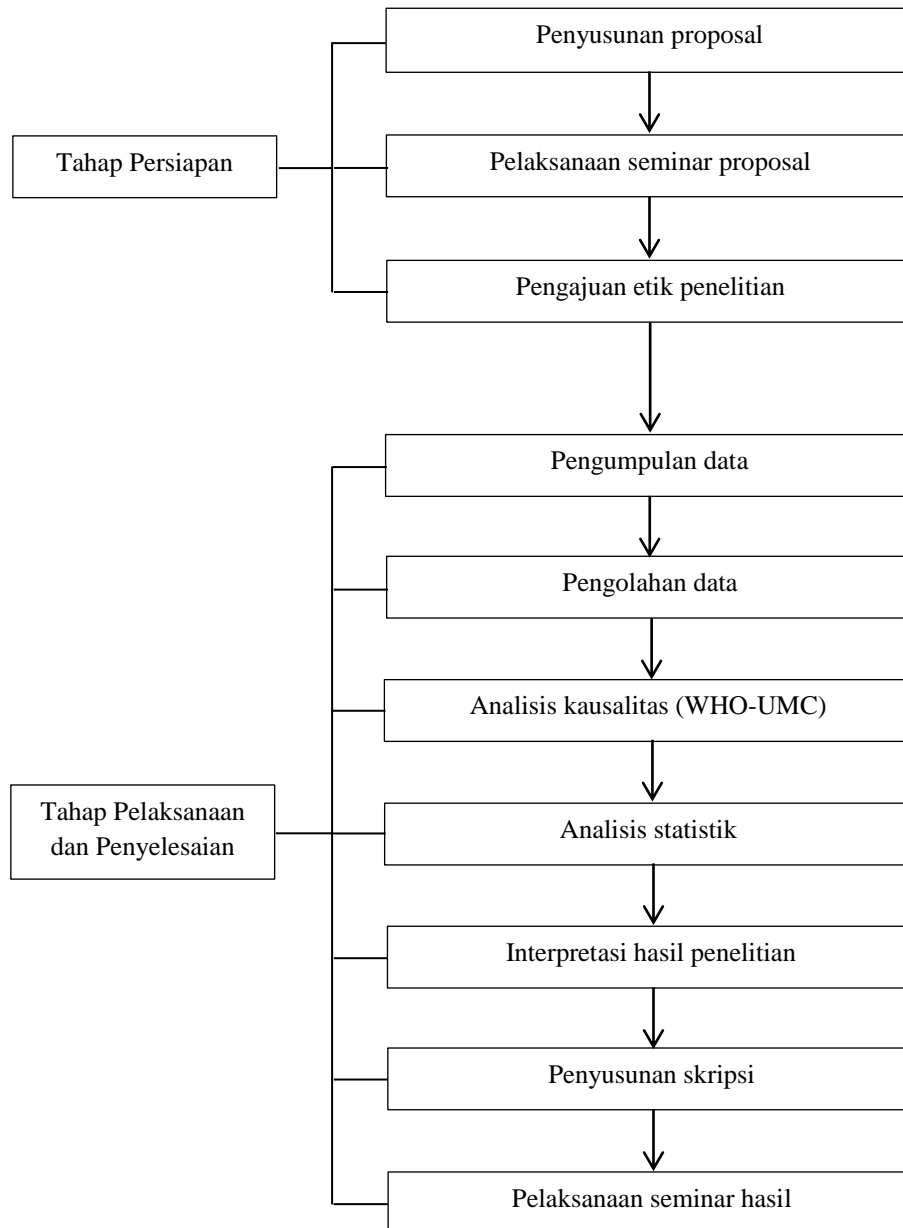 Penyusunan proposal
Tahap Persiapan
Pelaksanaan seminar proposal
Pengajuan etik penelitian
Pengumpulan data
Pengolahan data
Analisis kausalitas (WHO-UMC)
Tahap Pelaksanaan
dan Penyelesaian
Analisis statistik
Interpretasi hasil penelitian
Penyusunan skripsi
Pelaksanaan seminar hasil